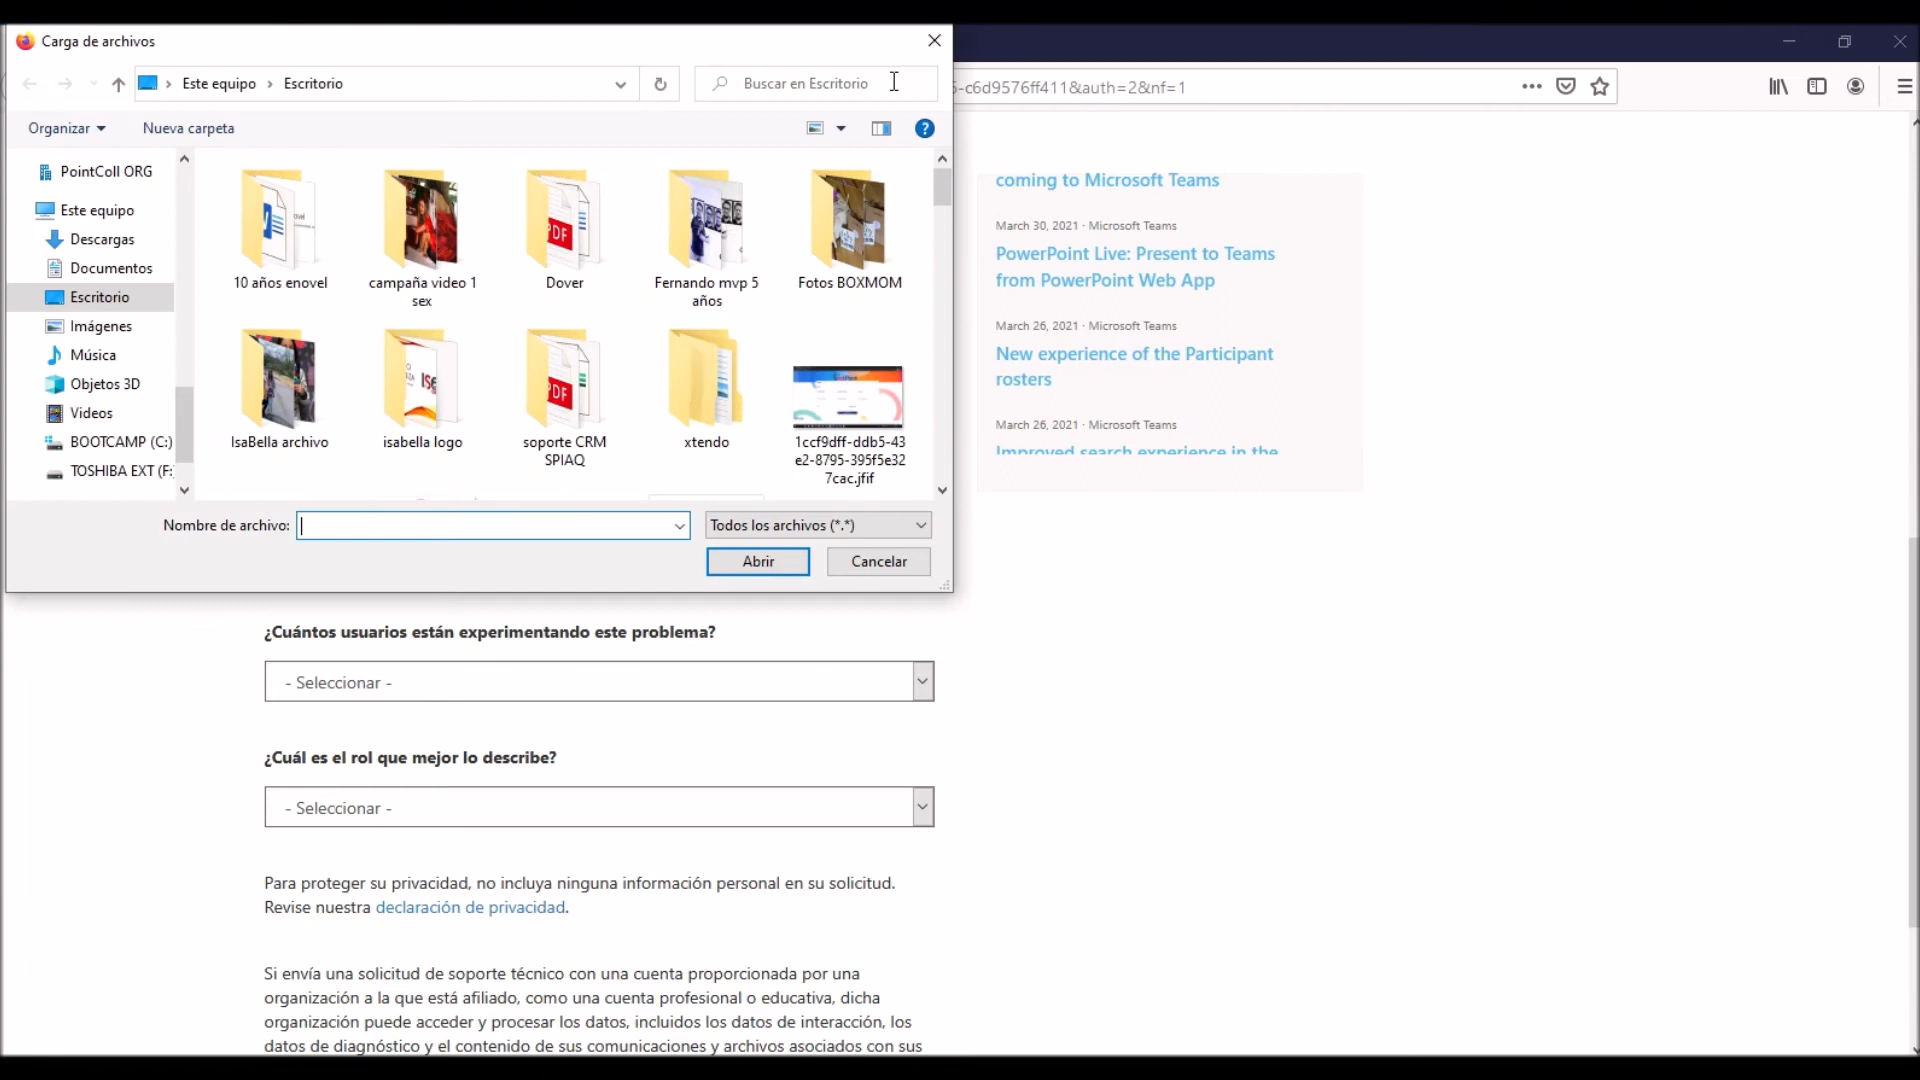 Carga de archivos
Este equipo
Escritorio
Buscar en Escritorio
Organizar
Nueva carpeta
PointColl ORG
Este equipo
Descargas
Documentos
Escritorio
Imágenes
Música
Objetos 3D
Videos
BOOTCAMP (C:)
TOSHIBA EXT (F:
10 años enovel
campaña video 1
sex
Dover
Fernando mvp 5
años
Fotos BOXMOM
IsaBella archivo
isabella logo
soporte CRM
SPIAQ
xtendo
1ccf9dff-ddb5-43
e2-8795-395f5e32
7cac.jfif
Nombre de archivo:
Todos los archivos (*.*)
Abrir
Cancelar
-c6d9576ff411&auth=2&nf=1
coming to Microsoft Teams
March 30, 2021 · Microsoft Teams
PowerPoint Live: Present to Teams
from PowerPoint Web App
March 26, 2021 · Microsoft Teams
New experience of the Participant
rosters
March 26, 2021 · Microsoft Teams
Improved search experience in the
¿Cuántos usuarios están experimentando este problema?
- Seleccionar -
¿Cuál es el rol que mejor lo describe?
- Seleccionar -
Para proteger su privacidad, no incluya ninguna información personal en su solicitud.
Revise nuestra declaración de privacidad.
Si envía una solicitud de soporte técnico con una cuenta proporcionada por una
organización a la que está afiliado, como una cuenta profesional o educativa, dicha
organización puede acceder y procesar los datos, incluidos los datos de interacción, los
datos de diagnóstico y el contenido de sus comunicaciones y archivos asociados con sus